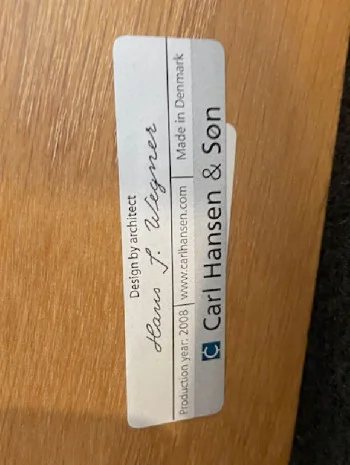 Design by architect
Hans J. Wegner
Production year: 2008 | www.carlhansen.com | Made in Denmark
Carl Hansen & Søn